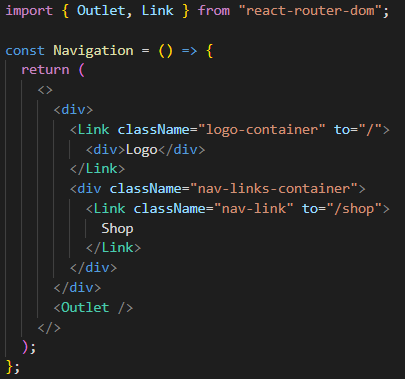 import { Outlet, Link } from "react-router-dom";
const Navigation = () => {
return (
<>
<div>
<Link className="logo-container" to="/">
<div>Logo</div>
</Link>
<div className="nav-links-container">
<Link className="nav-link" to="/shop">
Shop
</Link>
</div>
</div>
<Outlet />
</>
);
};